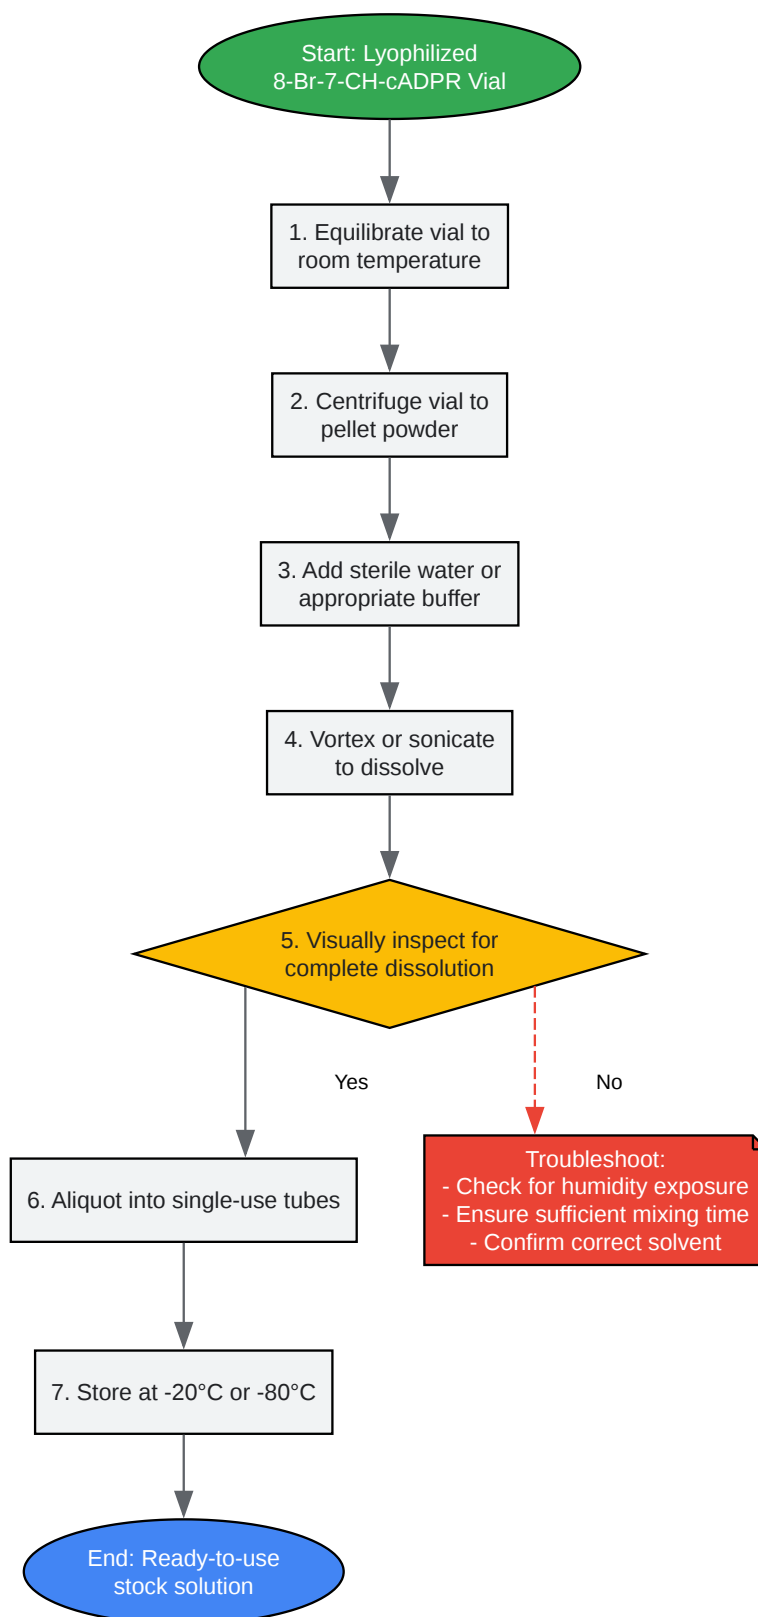 Start: Lyophilized
8-Br-7-CH-cADPR Vial
1. Equilibrate vial to
room temperature
2. Centrifuge vial to
pellet powder
3. Add sterile water or
appropriate buffer
4. Vortex or sonicate
to dissolve
5. Visually inspect for
complete dissolution
Yes
No
Troubleshoot:
- Check for humidity exposure
- Ensure sufficient mixing time
- Confirm correct solvent
6. Aliquot into single-use tubes
7. Store at -20°C or -80°C
End: Ready-to-use
stock solution